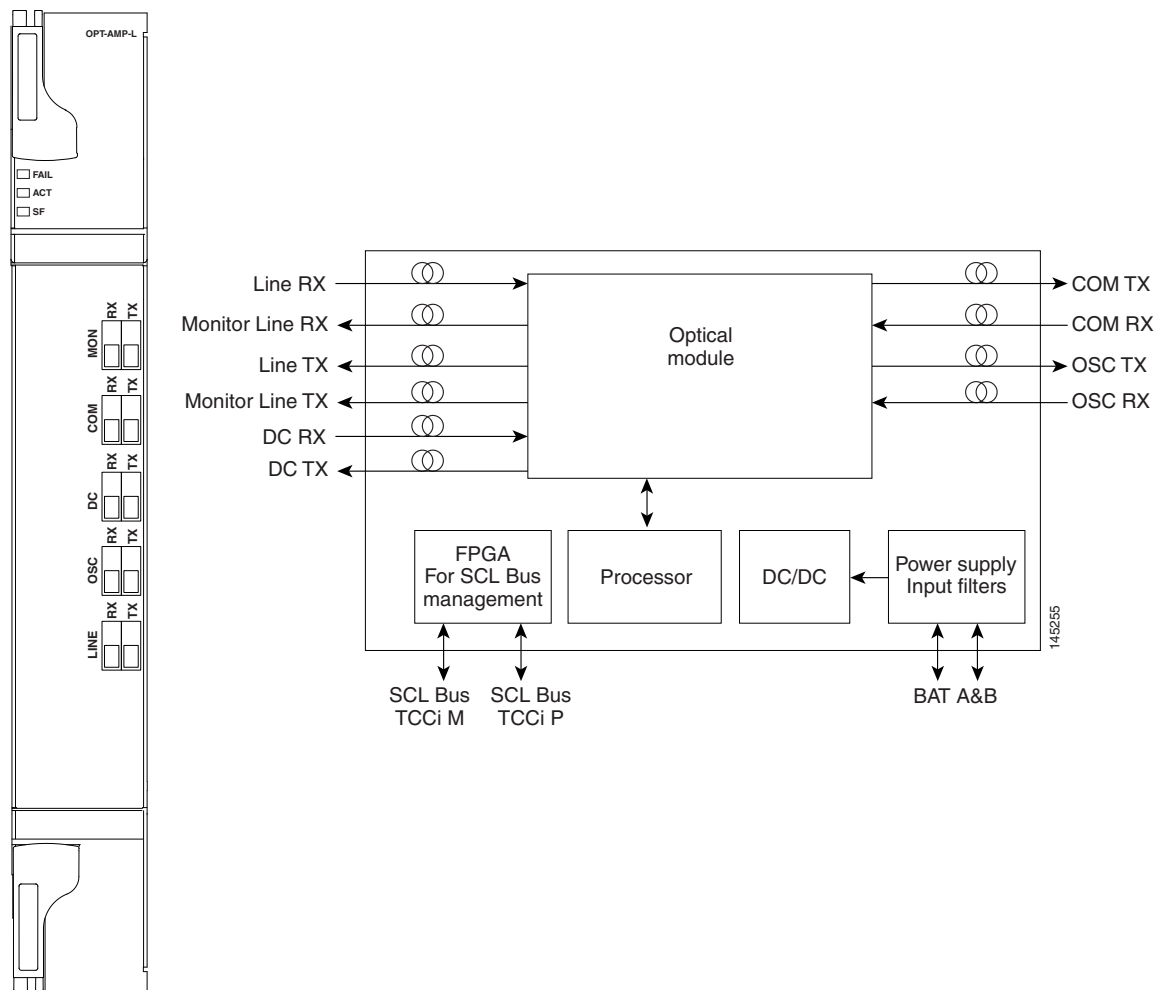 OPT-AMP-L
FAIL
ACT
SF
RX
TX
MON
RX
TX
COM
RX
TX
DC
RX
TX
OSC
RX
TX
LINE
Line RX
Monitor Line RX
Line TX
Monitor Line TX
DC RX
DC TX
Optical
module
COM TX
COM RX
OSC TX
OSC RX
FPGA
For SCL Bus
management
Processor
DC/DC
Power supply
Input filters
SCL Bus
TCCi M
SCL Bus
TCCi P
BAT A&B
145255